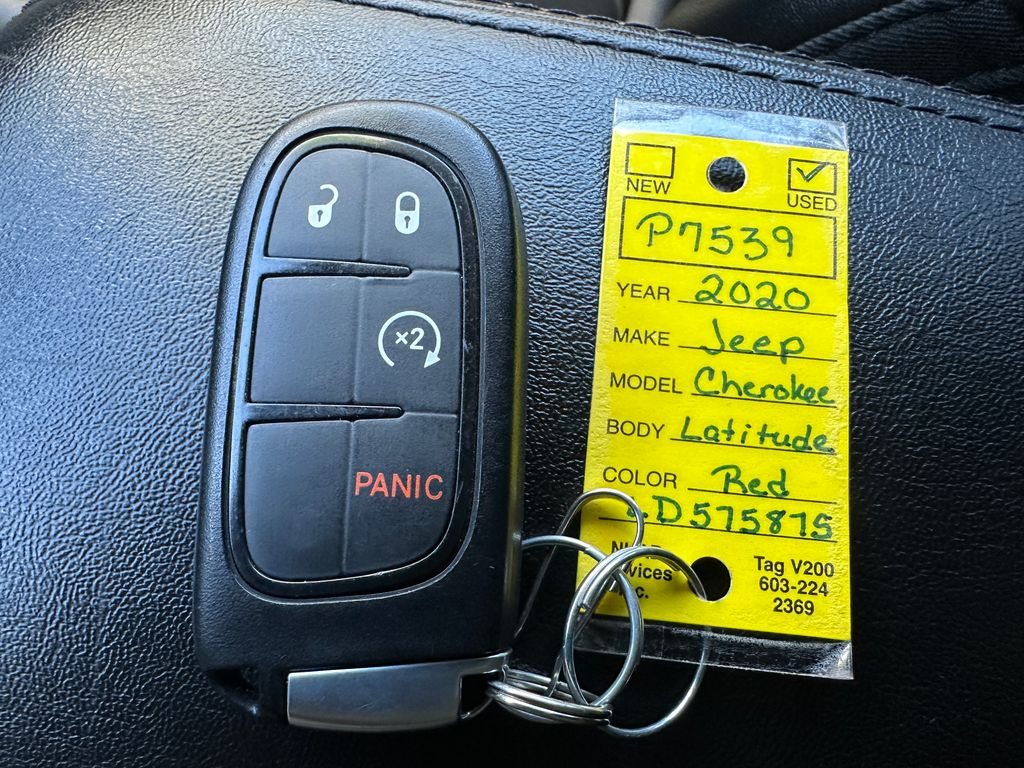 ×2
PANIC
NEW
USED
P7539
YEAR 2020
MAKE Jeep
MODEL Cherokee
BODY Latitude
COLOR Red
Tag V200
603-224
2369